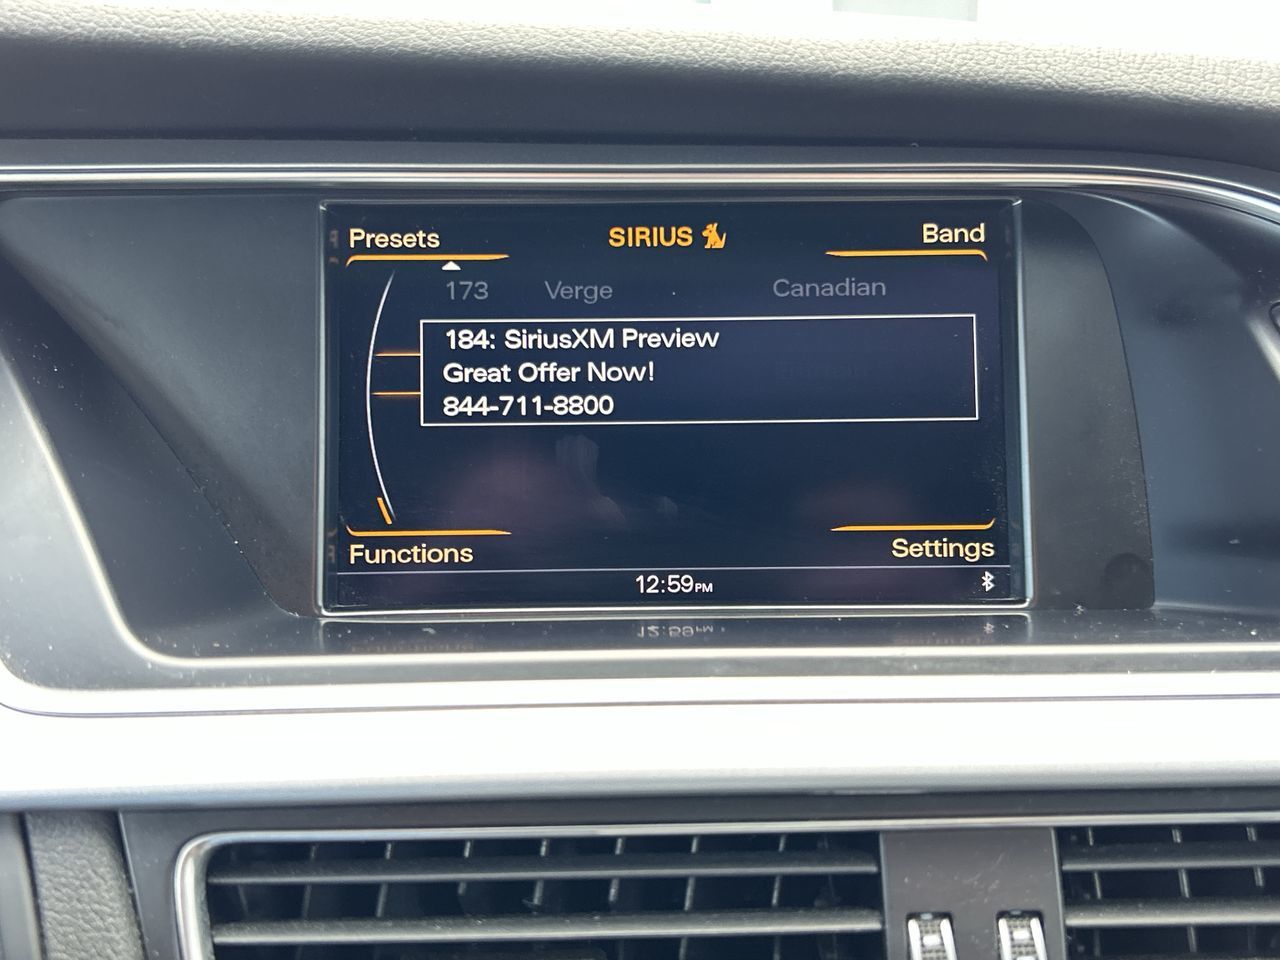 Presets SIRIUS Band
173 Verge Canadian
184: SiriusXM Preview
Great Offer Now!
844-711-8800
Functions Settings
12:59PM